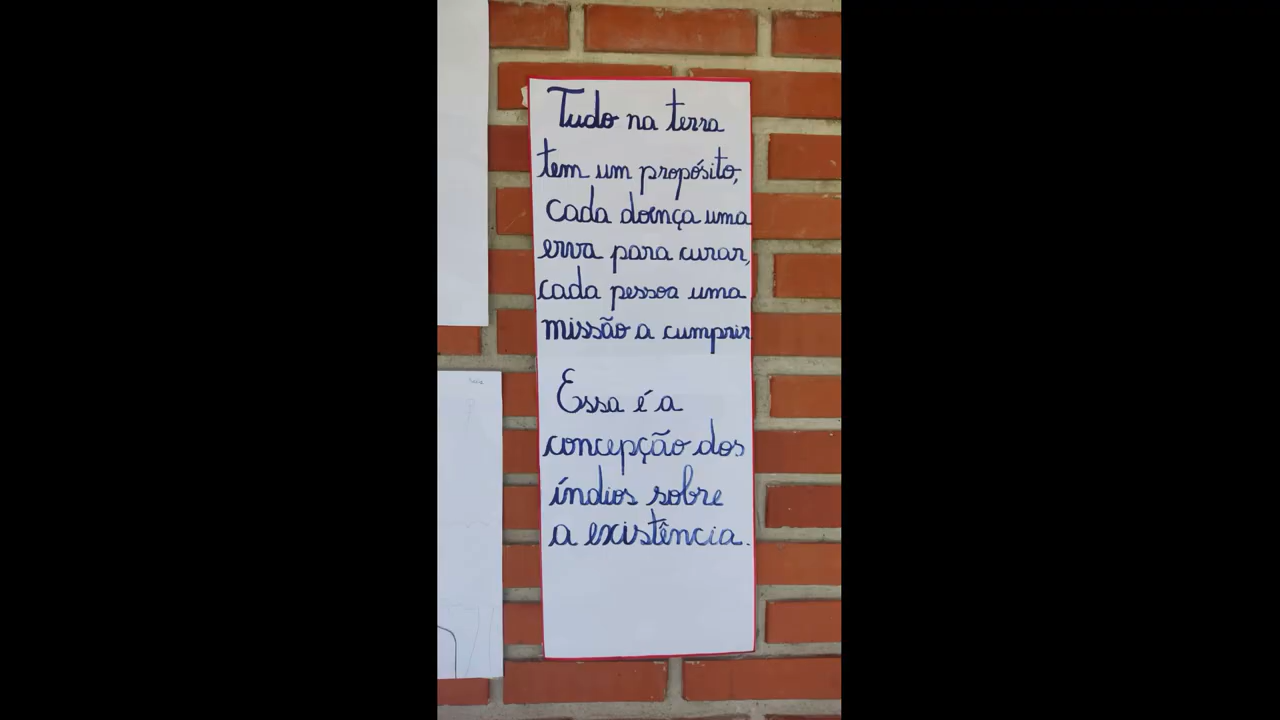 Tudo na terra
tem um propósito,
cada doença uma
erva para curar,
cada pessoa uma
missão a cumprir
Essa é a
concepção dos
índios sobre
a existência.